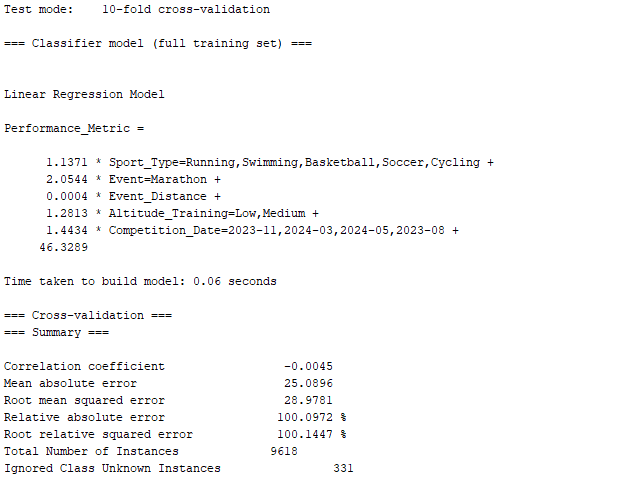 Test mode:    10-fold cross-validation
=== Classifier model (full training set) ===
Linear Regression Model
Performance_Metric =
1.1371 * Sport_Type=Running,Swimming,Basketball,Soccer,Cycling +
2.0544 * Event=Marathon +
0.0004 * Event_Distance +
1.2813 * Altitude_Training=Low,Medium +
1.4434 * Competition_Date=2023-11,2024-03,2024-05,2023-08 +
46.3289
Time taken to build model: 0.06 seconds
=== Cross-validation ===
=== Summary ===
Correlation coefficient                 -0.0045
Mean absolute error                     25.0896
Root mean squared error                 28.9781
Relative absolute error                100.0972 %
Root relative squared error            100.1447 %
Total Number of Instances             9618
Ignored Class Unknown Instances                331